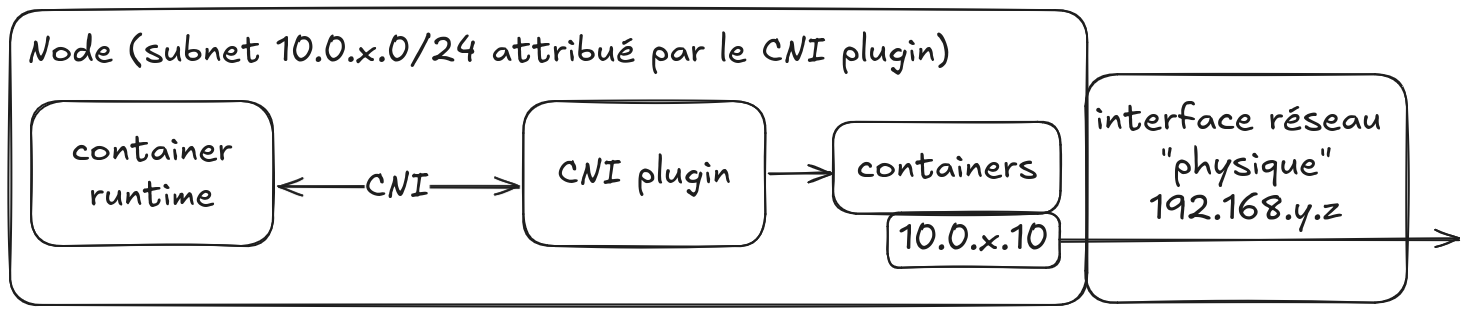 Node (subnet 10.0.x.0/24 attribué par le CNI plugin)
container
runtime
CNI
CNI plugin
containers
10.0.x.10
interface réseau
"physique"
192.168.y.z